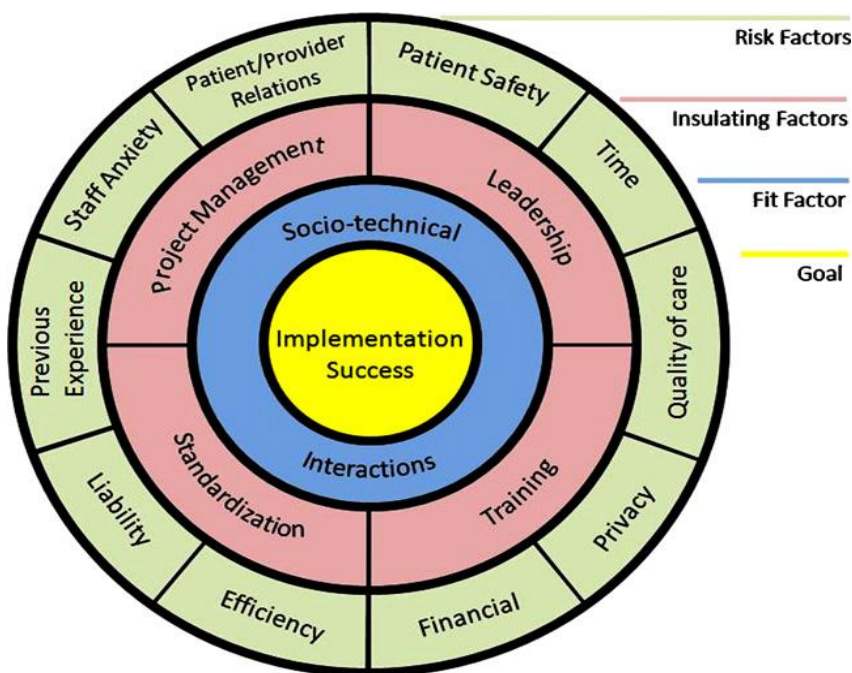 Patient/Provider
Relations
Patient Safety
Time
Quality of care
Privacy
Financial
Efficiency
Liability
Previous
Experience
Staff Anxiety
Project Management
Leadership
Training
Standardization
Socio-technical
Interactions
Implementation
Success
Risk Factors
Insulating Factors
Fit Factor
Goal